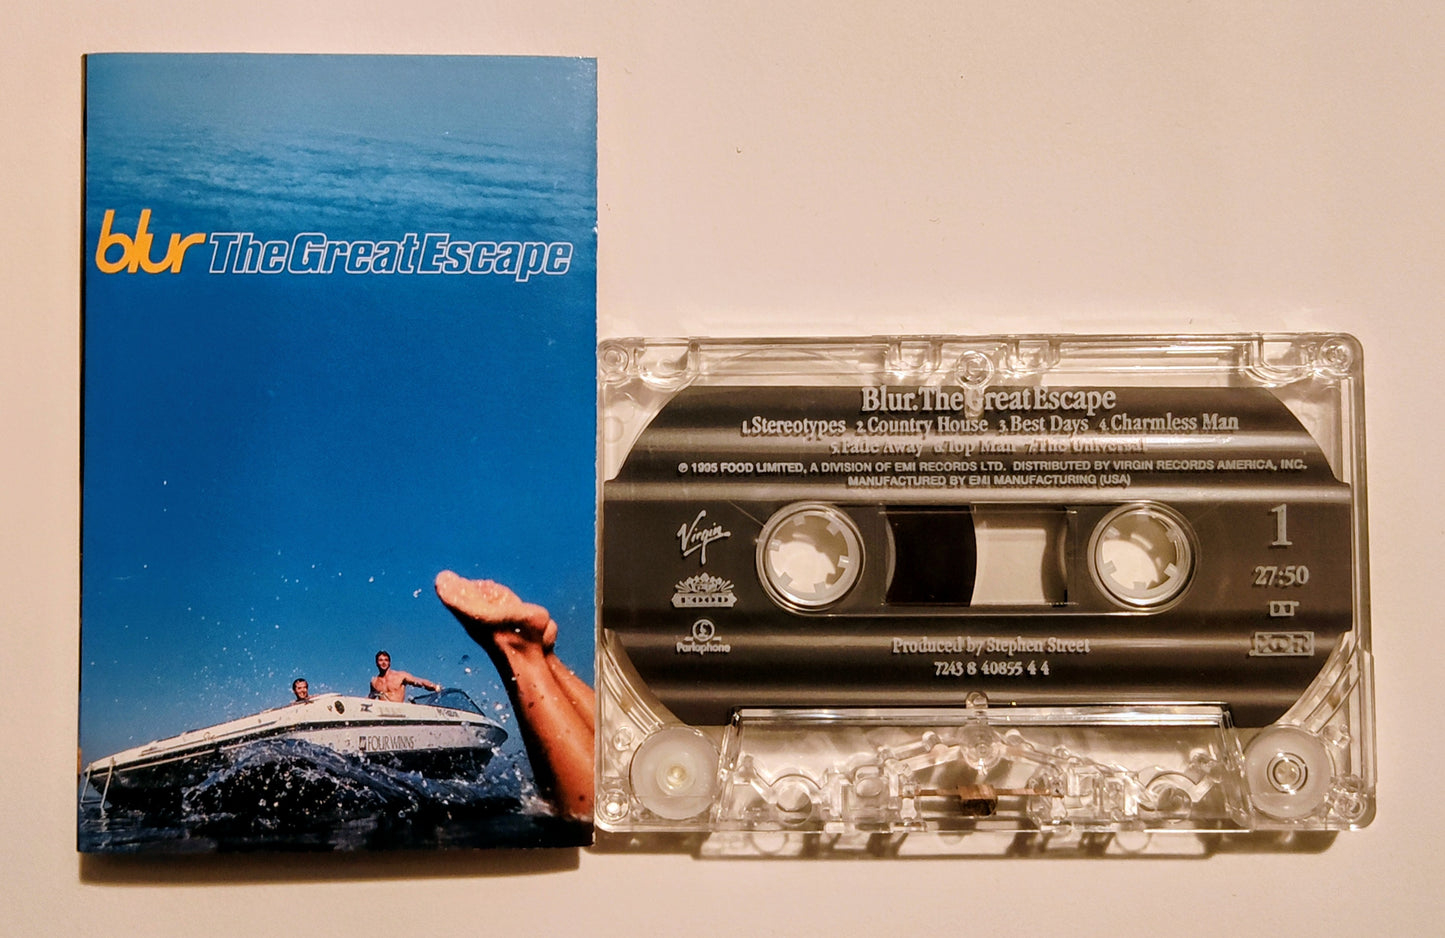 blur The Great Escape
FOUR WINNS
Blur. The Great Escape
1. Stereotypes 2. Country House 3. Best Days 4. Charmless Man
5. Fade Away 6. Top Man 7. The Universal
℗ 1995 FOOD LIMITED, A DIVISION OF EMI RECORDS LTD. DISTRIBUTED BY VIRGIN RECORDS AMERICA, INC.
MANUFACTURED BY EMI MANUFACTURING (USA)
Virgin
FOOD
Parlophone
1
27:50
XDR
Produced by Stephen Street
7243 8 40855 4 4